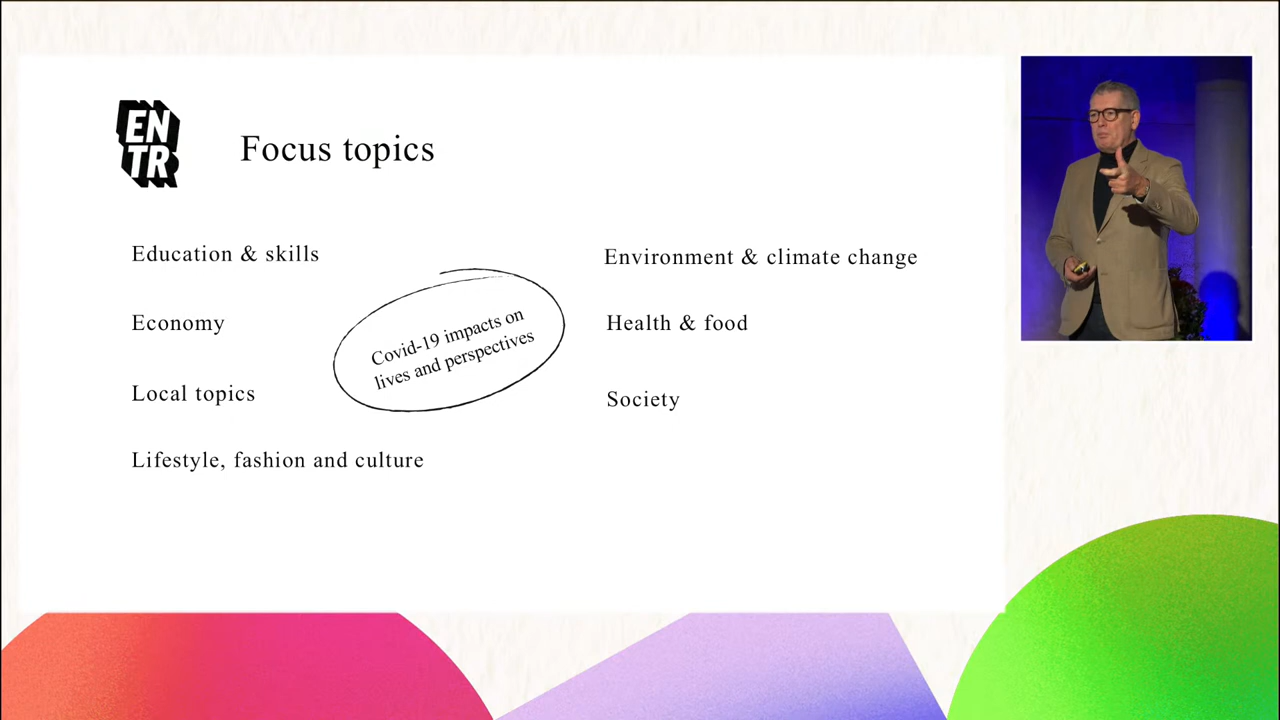 EN
TR
Focus topics
Education & skills
Economy
Local topics
Lifestyle, fashion and culture
Covid-19 impacts on
lives and perspectives
Environment & climate change
Health & food
Society